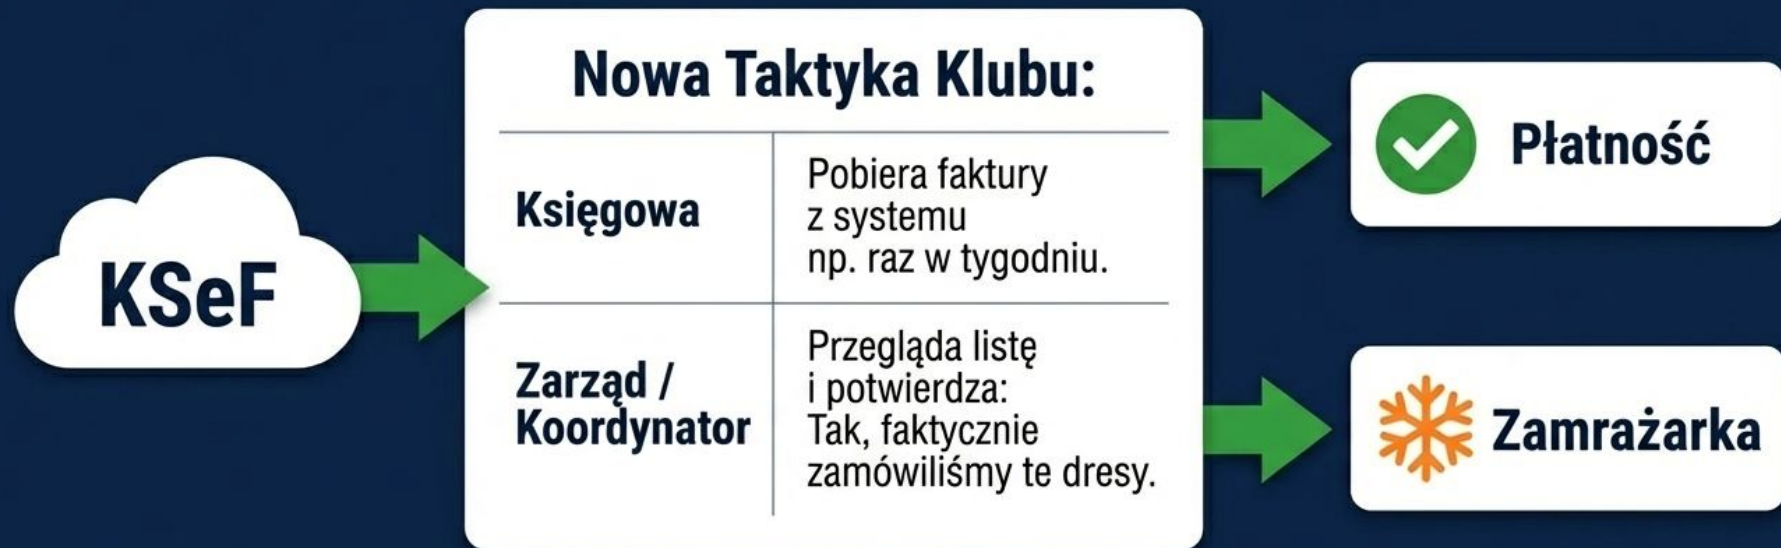 KSeF
Nowa Taktyka Klubu:
Księgowa
Pobiera faktury
z systemu
np. raz w tygodniu.
Zarząd /
Koordynator
Przegląda listę
i potwierdza:
Tak, faktycznie
zamówiliśmy te dresy.
Płatność
Zamrażarka